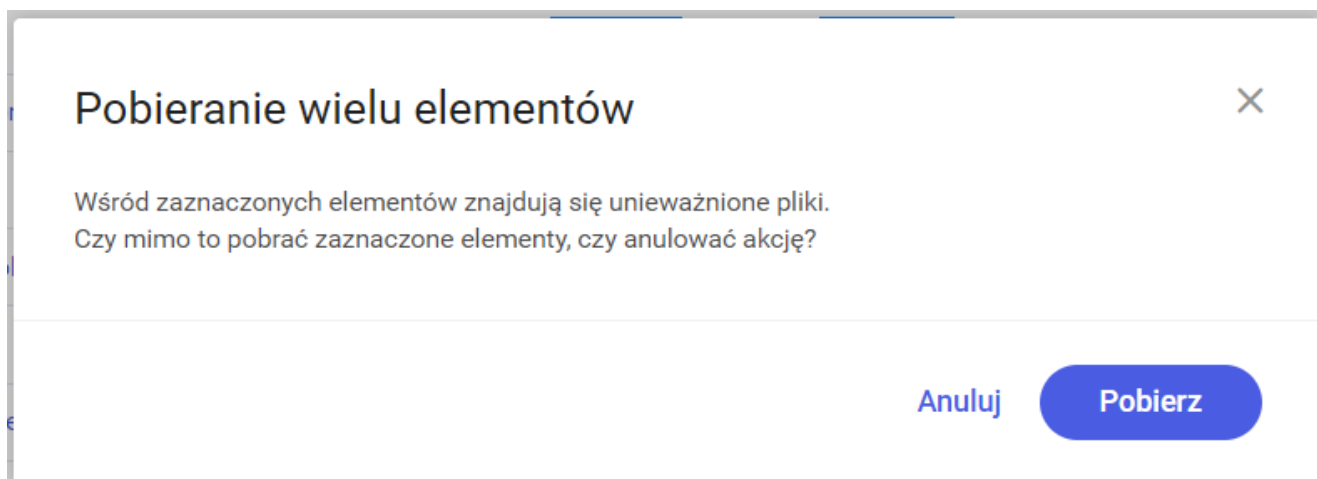 Pobieranie wielu elementów
Wśród zaznaczonych elementów znajdują się unieważnione pliki.
Czy mimo to pobrać zaznaczone elementy, czy anulować akcję?
Anuluj
Pobierz